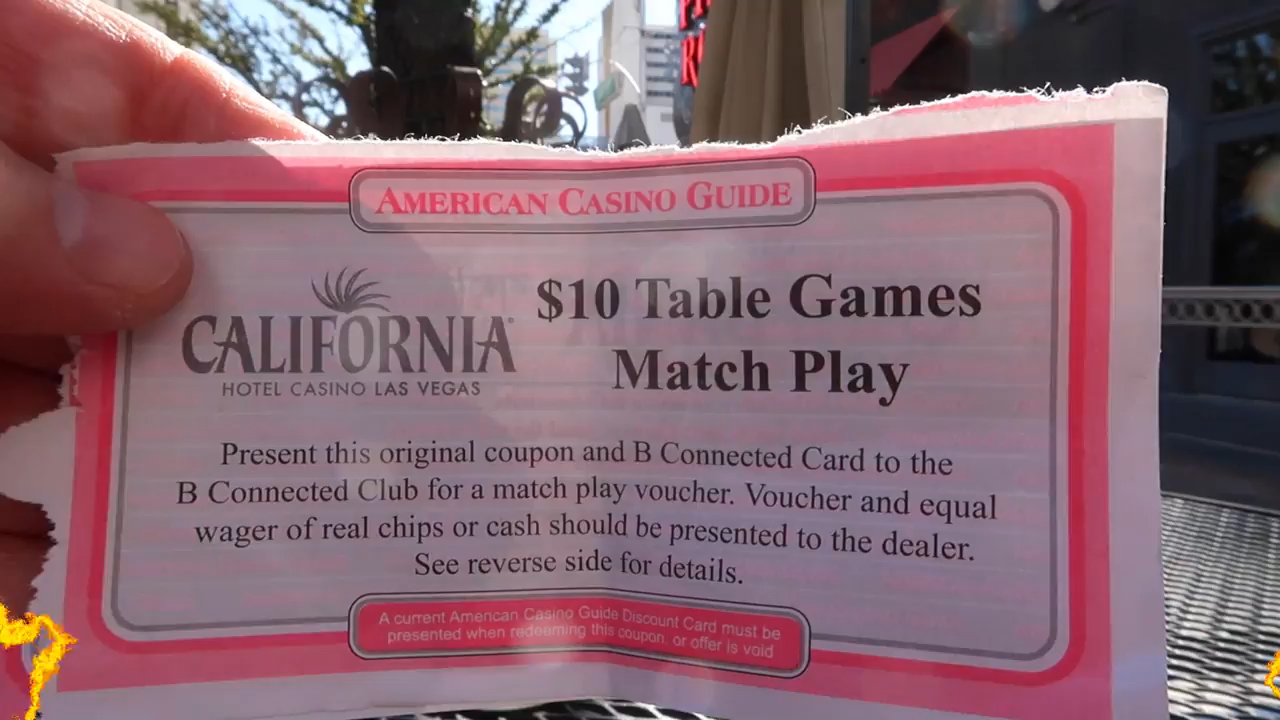 AMERICAN CASINO GUIDE
CALIFORNIA
HOTEL CASINO LAS VEGAS
$10 Table Games
Match Play
Present this original coupon and B Connected Card to the
B Connected Club for a match play voucher. Voucher and equal
wager of real chips or cash should be presented to the dealer.
See reverse side for details.
A current American Casino Guide Discount Card must be
presented when redeeming this coupon, or offer is void